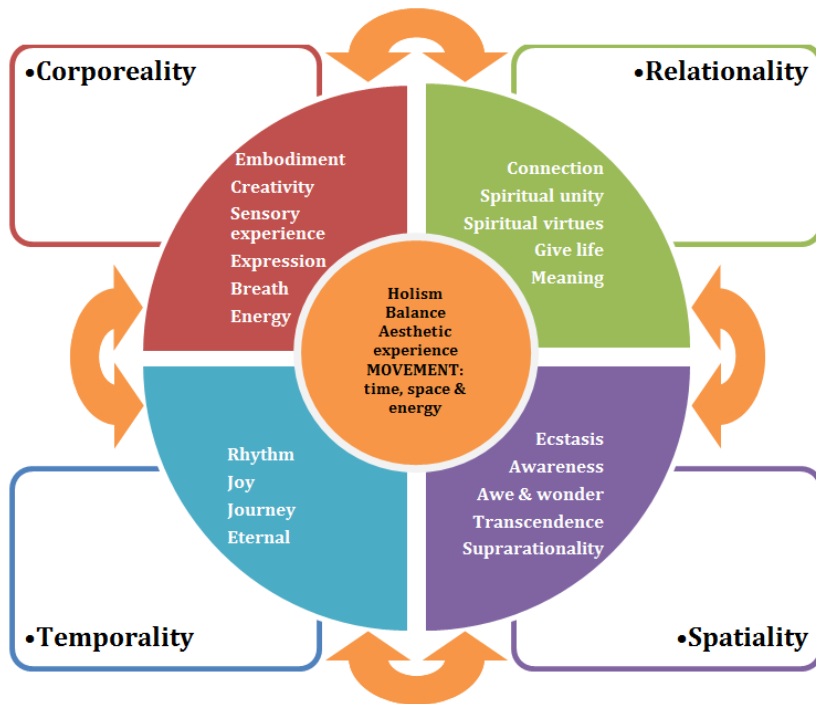 •Corporeality
•Relationality
Embodiment
Creativity
Sensory
experience
Expression
Breath
Energy
Connection
Spiritual unity
Spiritual virtues
Give life
Meaning
Holism
Balance
Aesthetic
experience
MOVEMENT:
time, space &
energy
Rhythm
Joy
Journey
Eternal
Ecstasis
Awareness
Awe & wonder
Transcendence
Suprarationality
•Temporality
•Spatiality